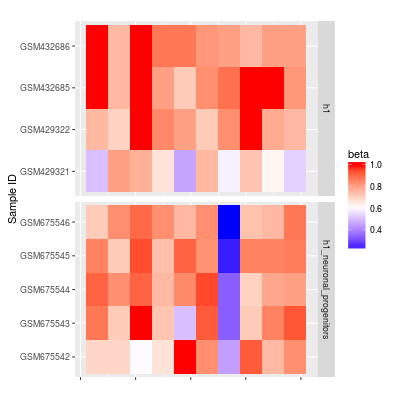 GSM432686
GSM432685
GSM429322
GSM429321
h1
GSM675546
GSM675545
GSM675544
GSM675543
GSM675542
h1_neuronal_progenitors
Sample ID
beta
1.0
0.8
0.6
0.4